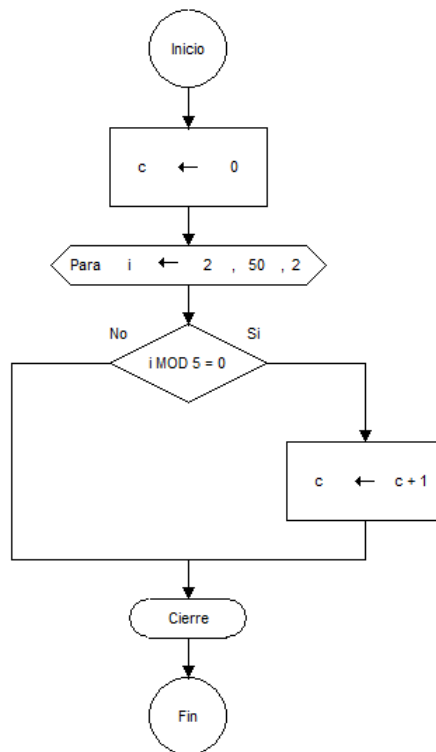 Inicio
c ← 0
Para i ← 2 , 50 , 2
No
Si
i MOD 5 = 0
c ← c + 1
Cierre
Fin